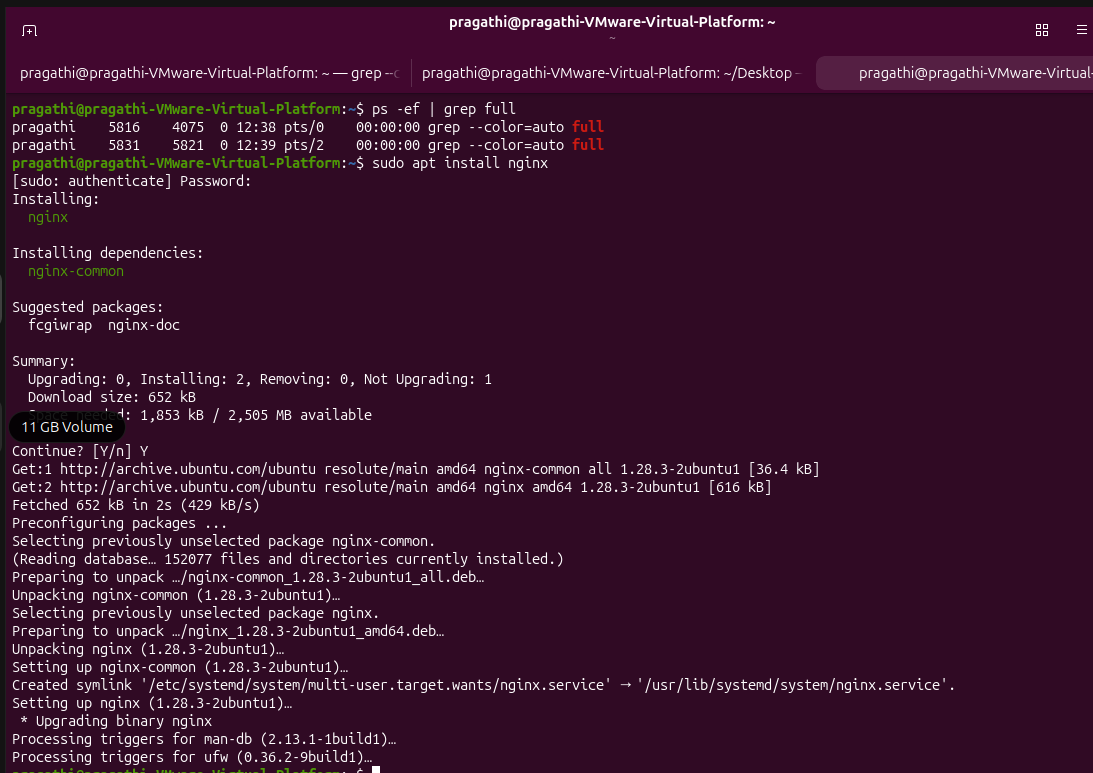 pragathi@pragathi-VMware-Virtual-Platform: ~
~
pragathi@pragathi-VMware-Virtual-Platform: ~ — grep --c
pragathi@pragathi-VMware-Virtual-Platform: ~/Desktop –
pragathi@pragathi-VMware-Virtual-
pragathi@pragathi-VMware-Virtual-Platform:~$ ps -ef | grep full
pragathi    5816    4075  0 12:38 pts/0    00:00:00 grep --color=auto full
pragathi    5831    5821  0 12:39 pts/2    00:00:00 grep --color=auto full
pragathi@pragathi-VMware-Virtual-Platform:~$ sudo apt install nginx
[sudo: authenticate] Password:
Installing:
  nginx
Installing dependencies:
  nginx-common
Suggested packages:
  fcgiwrap  nginx-doc
Summary:
  Upgrading: 0, Installing: 2, Removing: 0, Not Upgrading: 1
  Download size: 652 kB
  Space needed: 1,853 kB / 2,505 MB available
11 GB Volume
Continue? [Y/n] Y
Get:1 http://archive.ubuntu.com/ubuntu resolute/main amd64 nginx-common all 1.28.3-2ubuntu1 [36.4 kB]
Get:2 http://archive.ubuntu.com/ubuntu resolute/main amd64 nginx amd64 1.28.3-2ubuntu1 [616 kB]
Fetched 652 kB in 2s (429 kB/s)
Preconfiguring packages ...
Selecting previously unselected package nginx-common.
(Reading database… 152077 files and directories currently installed.)
Preparing to unpack …/nginx-common_1.28.3-2ubuntu1_all.deb…
Unpacking nginx-common (1.28.3-2ubuntu1)…
Selecting previously unselected package nginx.
Preparing to unpack …/nginx_1.28.3-2ubuntu1_amd64.deb…
Unpacking nginx (1.28.3-2ubuntu1)…
Setting up nginx-common (1.28.3-2ubuntu1)…
Created symlink '/etc/systemd/system/multi-user.target.wants/nginx.service' → '/usr/lib/systemd/system/nginx.service'.
Setting up nginx (1.28.3-2ubuntu1)…
 * Upgrading binary nginx
Processing triggers for man-db (2.13.1-1build1)…
Processing triggers for ufw (0.36.2-9build1)…
pragathi@pragathi-VMware-Virtual-Platform:~$